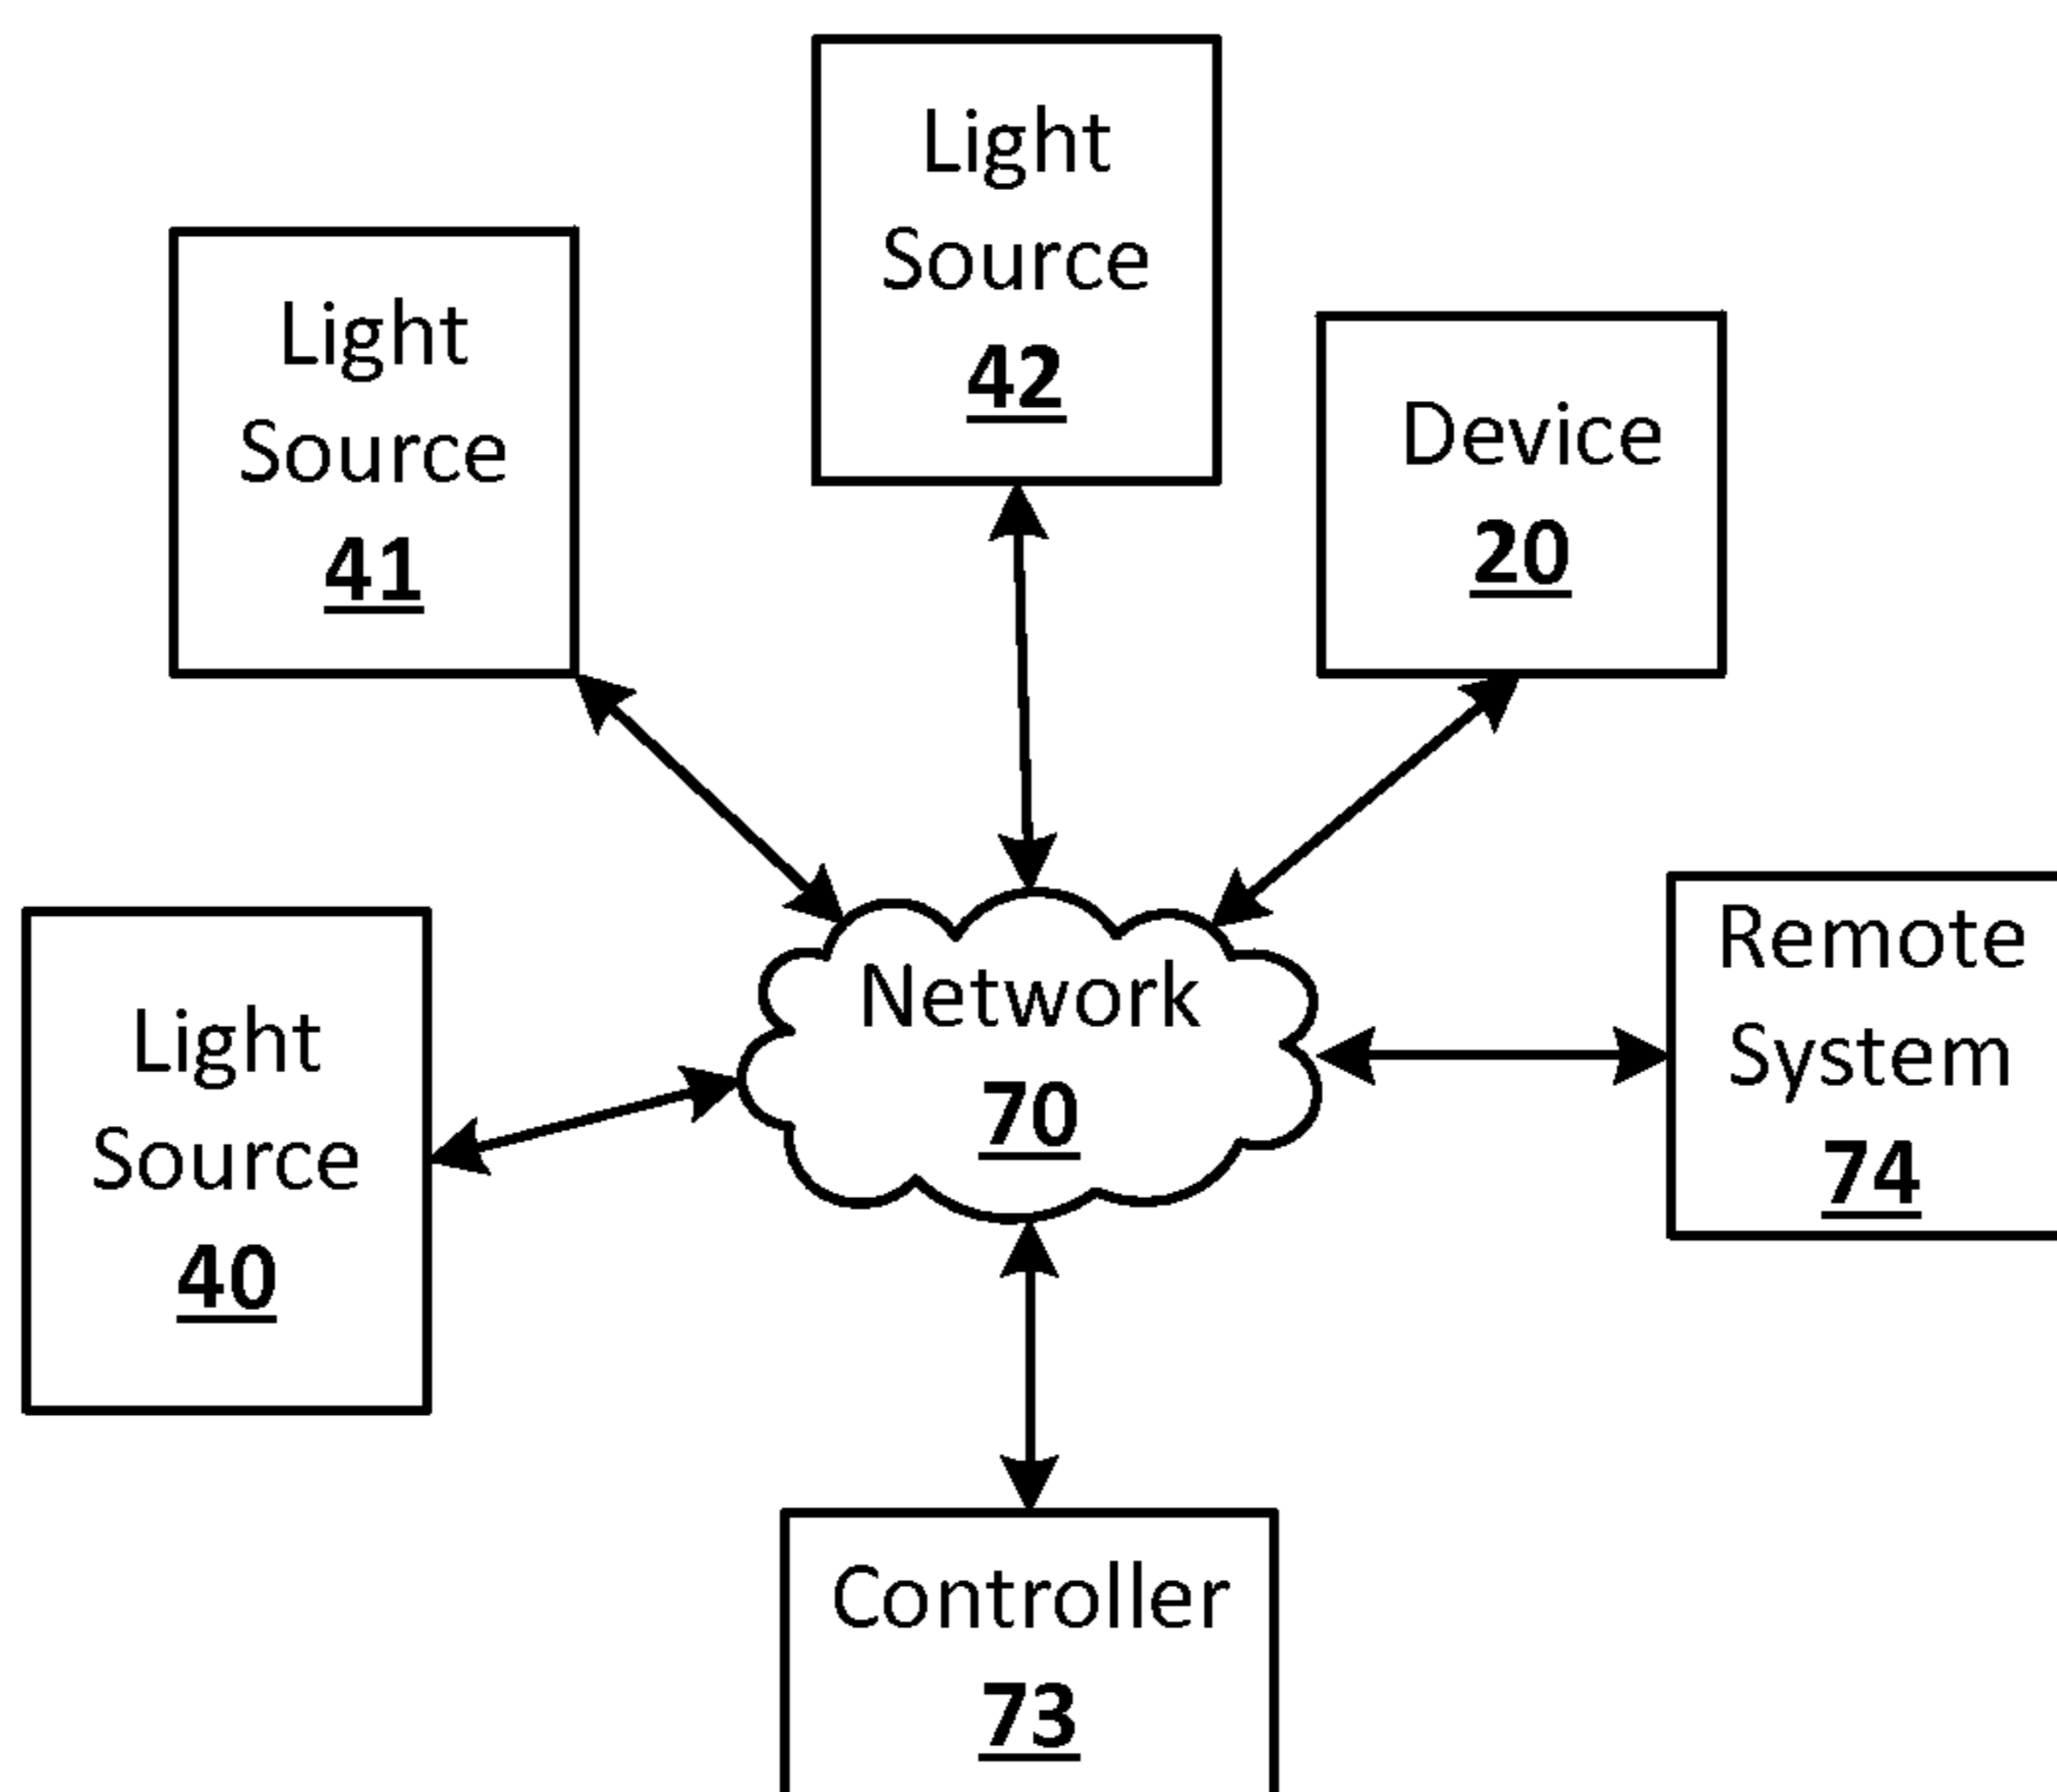 Light
Source
42
Light
Source
41
Device
20
Remote
System
74
Network
70
Light
Source
40
Controller
73